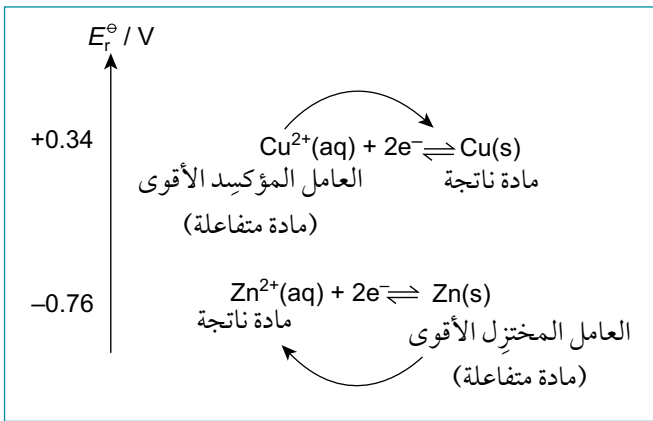 E_r^⊖ / V
+0.34
Cu²⁺(aq) + 2e⁻ ⇌ Cu(s)
العامل المؤكسِد الأقوى
(مادة متفاعلة)
مادة ناتجة
−0.76
Zn²⁺(aq) + 2e⁻ ⇌ Zn(s)
مادة ناتجة
العامل المختزِل الأقوى
(مادة متفاعلة)